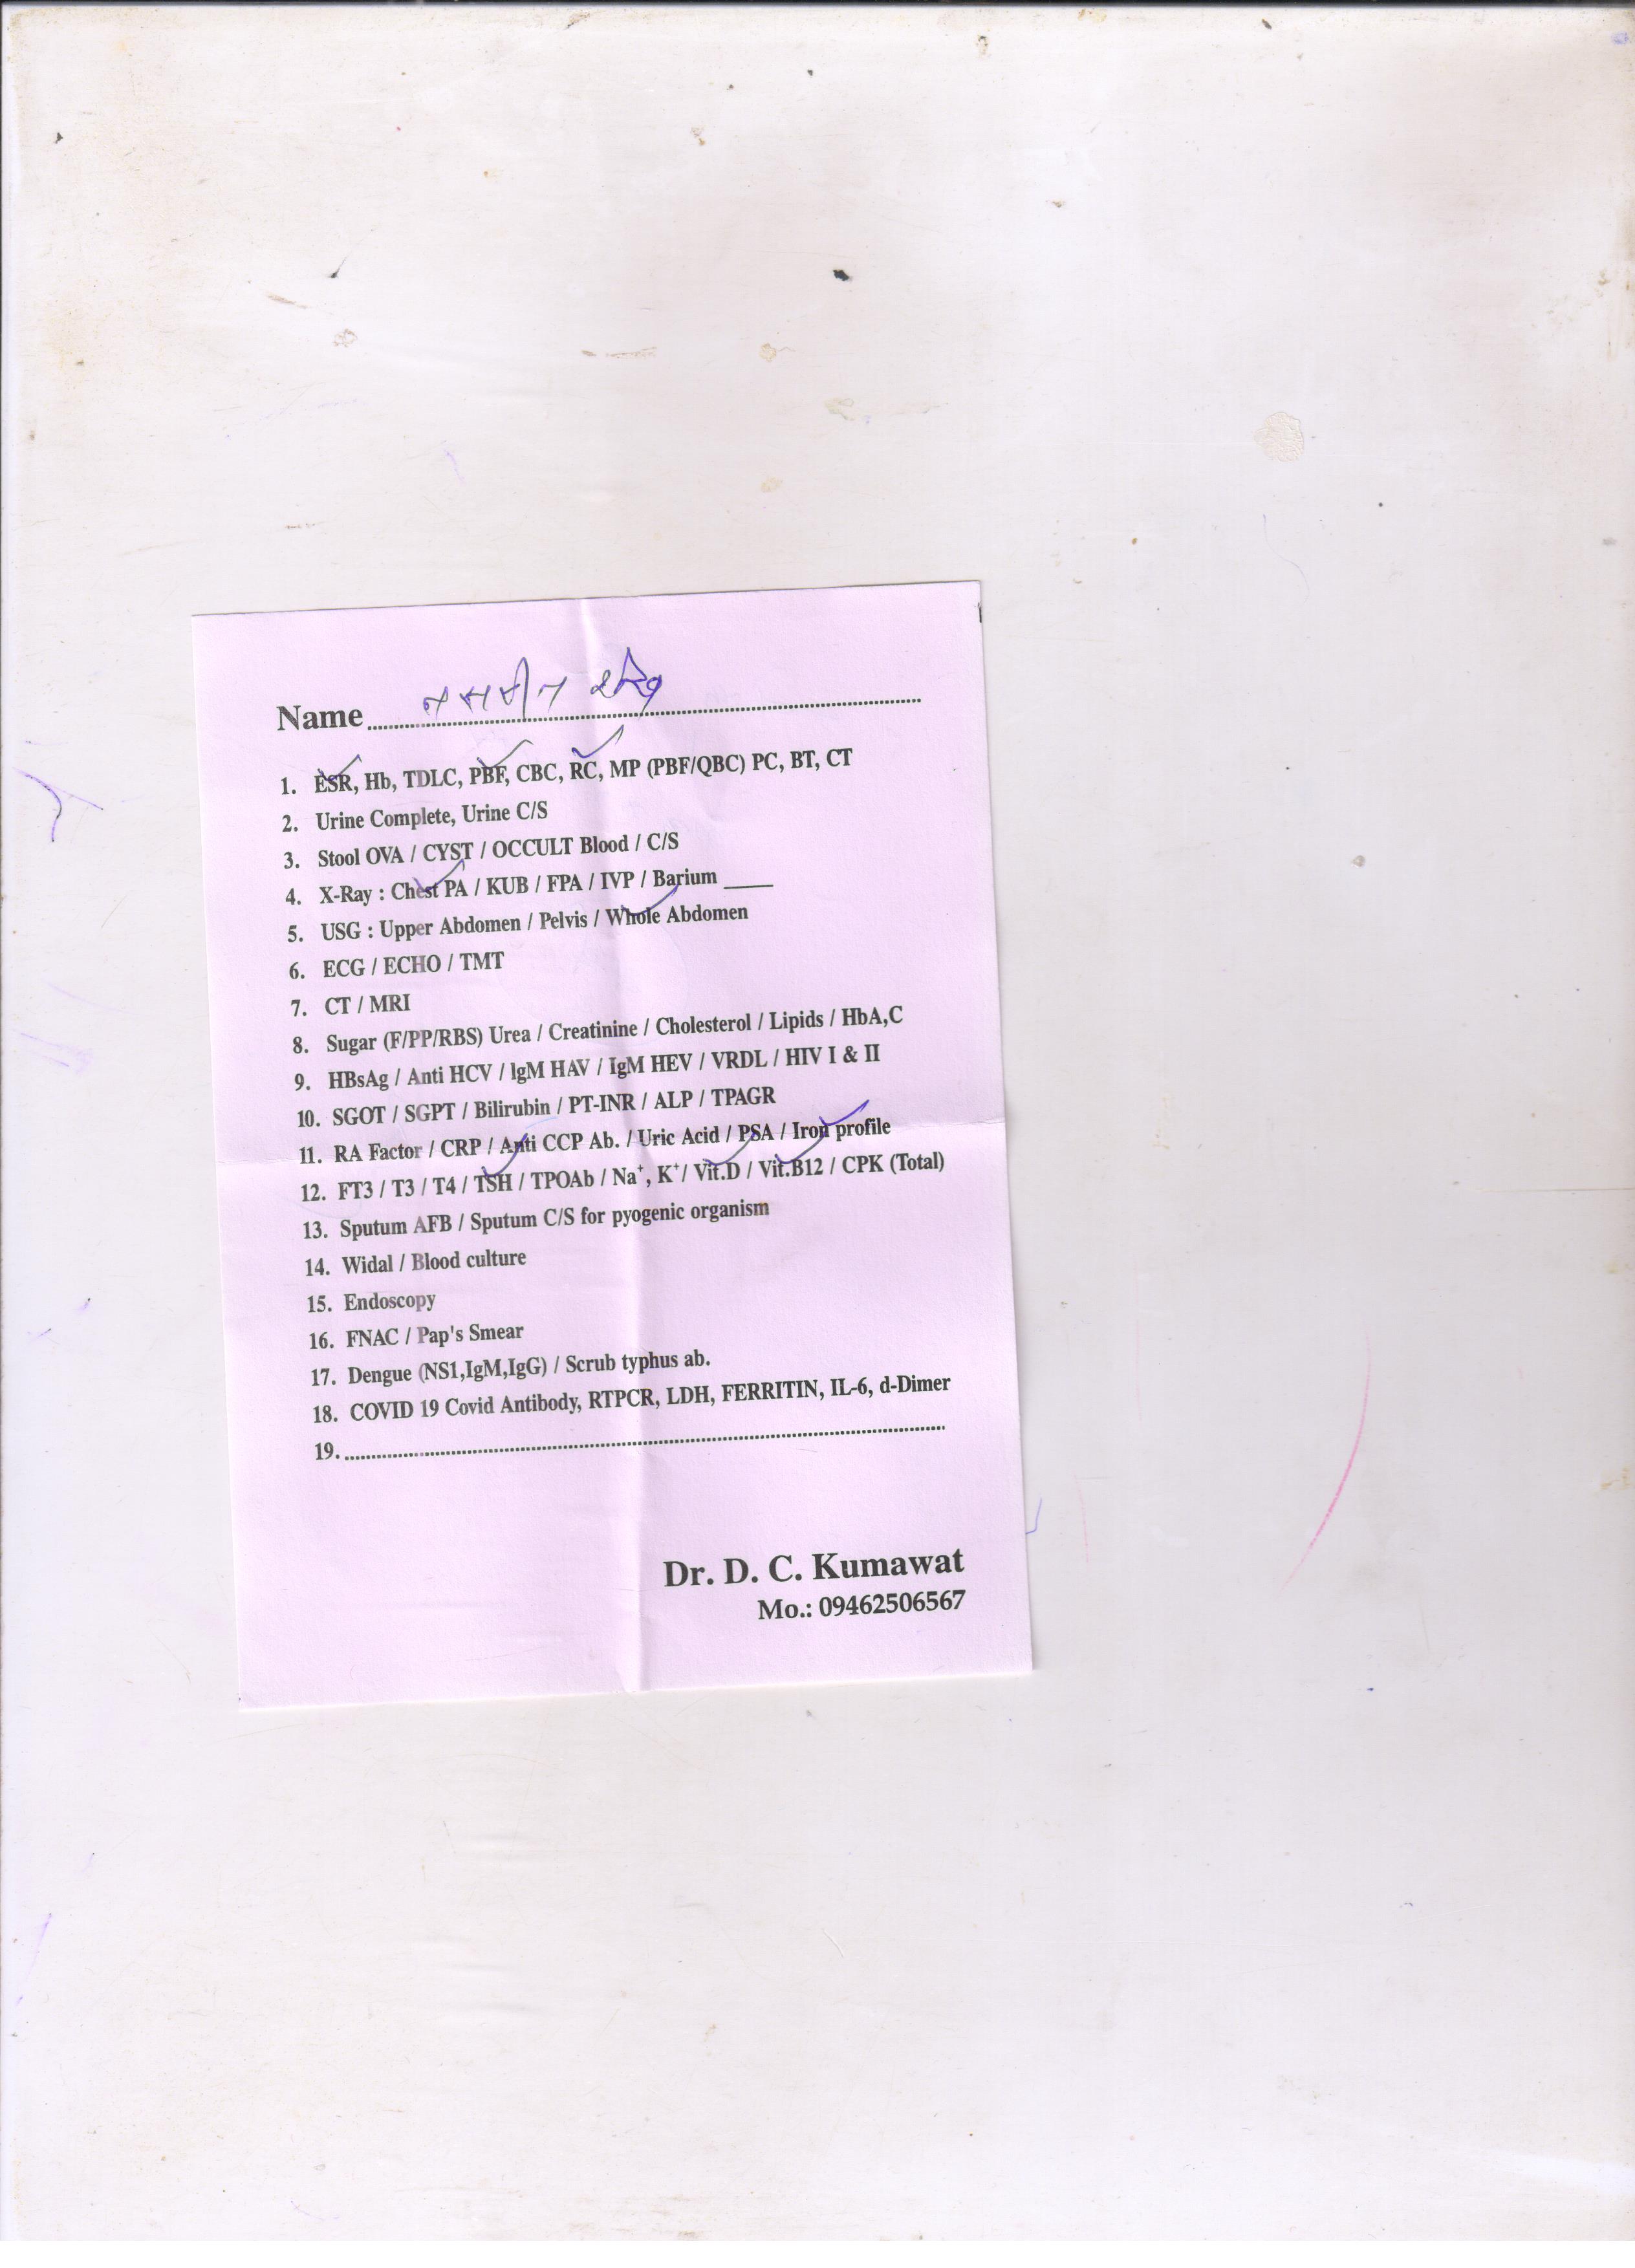 Name
1. ESR, Hb, TDLC, PBF, CBC, RC, MP (PBF/QBC) PC, BT, CT
2. Urine Complete, Urine C/S
3. Stool OVA / CYST / OCCULT Blood / C/S
4. X-Ray : Chest PA / KUB / FPA / IVP / Barium ____
5. USG : Upper Abdomen / Pelvis / Whole Abdomen
6. ECG / ECHO / TMT
7. CT / MRI
8. Sugar (F/PP/RBS) Urea / Creatinine / Cholesterol / Lipids / HbA,C
9. HBsAg / Anti HCV / lgM HAV / IgM HEV / VRDL / HIV I & II
10. SGOT / SGPT / Bilirubin / PT-INR / ALP / TPAGR
11. RA Factor / CRP / Anti CCP Ab. / Uric Acid / PSA / Iron profile
12. FT3 / T3 / T4 / TSH / TPOAb / Na⁺, K⁺/ Vit.D / Vit.B12 / CPK (Total)
13. Sputum AFB / Sputum C/S for pyogenic organism
14. Widal / Blood culture
15. Endoscopy
16. FNAC / Pap's Smear
17. Dengue (NS1,IgM,IgG) / Scrub typhus ab.
18. COVID 19 Covid Antibody, RTPCR, LDH, FERRITIN, IL-6, d-Dimer
19.
Dr. D. C. Kumawat
Mo.: 09462506567